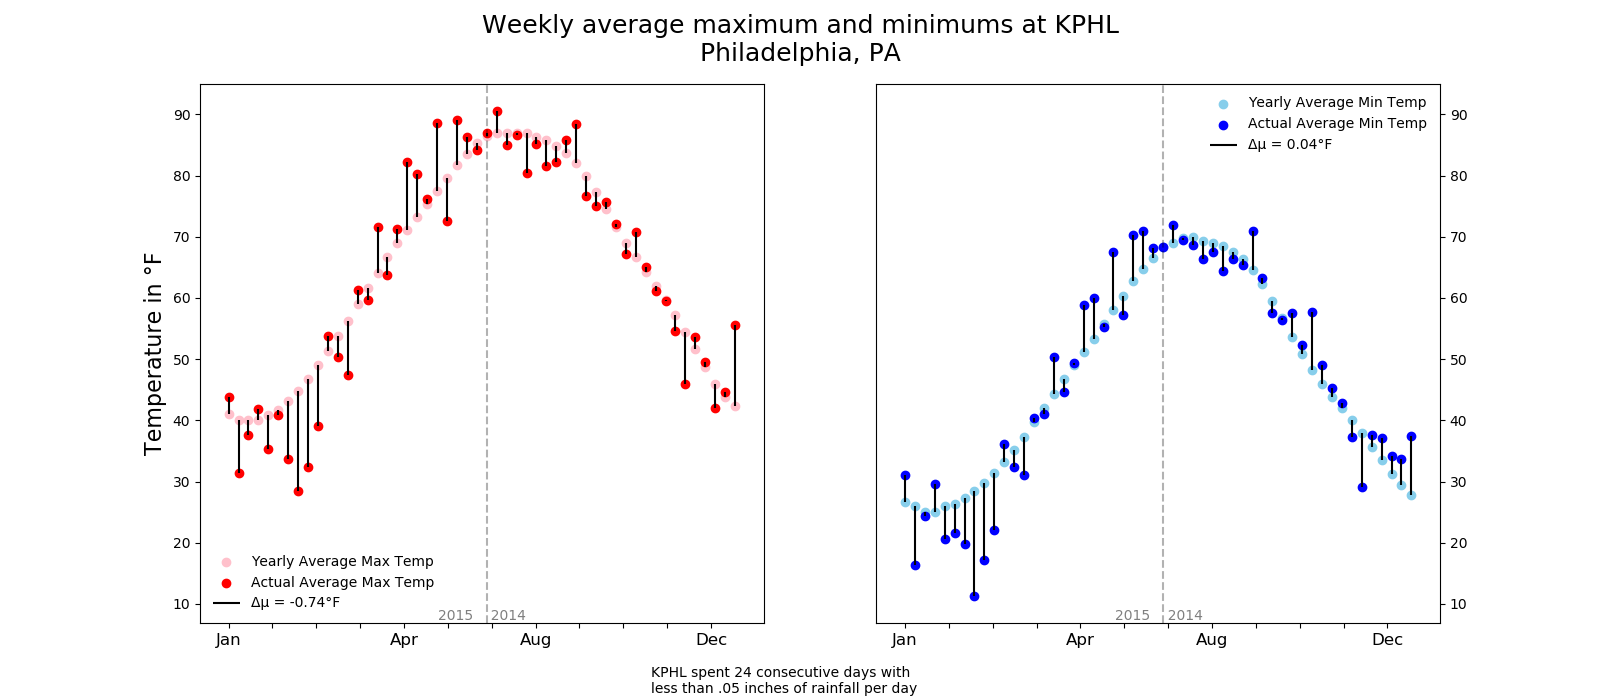 Weekly average maximum and minimums at KPHL
Philadelphia, PA
Temperature in °F
90
80
70
60
50
40
30
20
10
Yearly Average Max Temp
Actual Average Max Temp
Δμ = -0.74°F
2015
2014
Jan
Apr
Aug
Dec
Yearly Average Min Temp
Actual Average Min Temp
Δμ = 0.04°F
90
80
70
60
50
40
30
20
10
2015
2014
Jan
Apr
Aug
Dec
KPHL spent 24 consecutive days with
less than .05 inches of rainfall per day